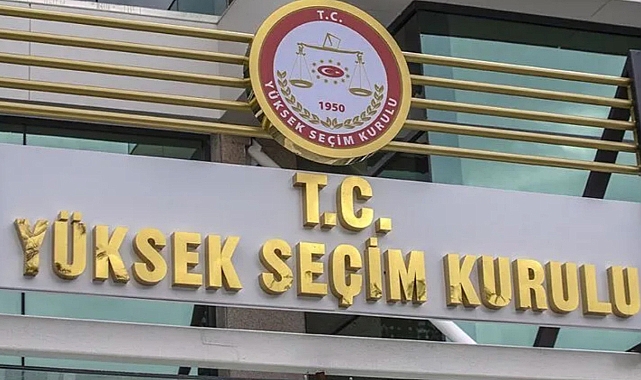 T.C.
1950
YÜKSEK SEÇİM KURULU
T.C.
YÜKSEK SEÇİM KURULU